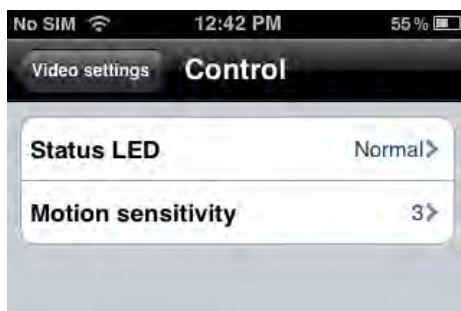 No SIM 12:42 PM 55%
Video settings Control
Status LED Normal
Motion sensitivity 3